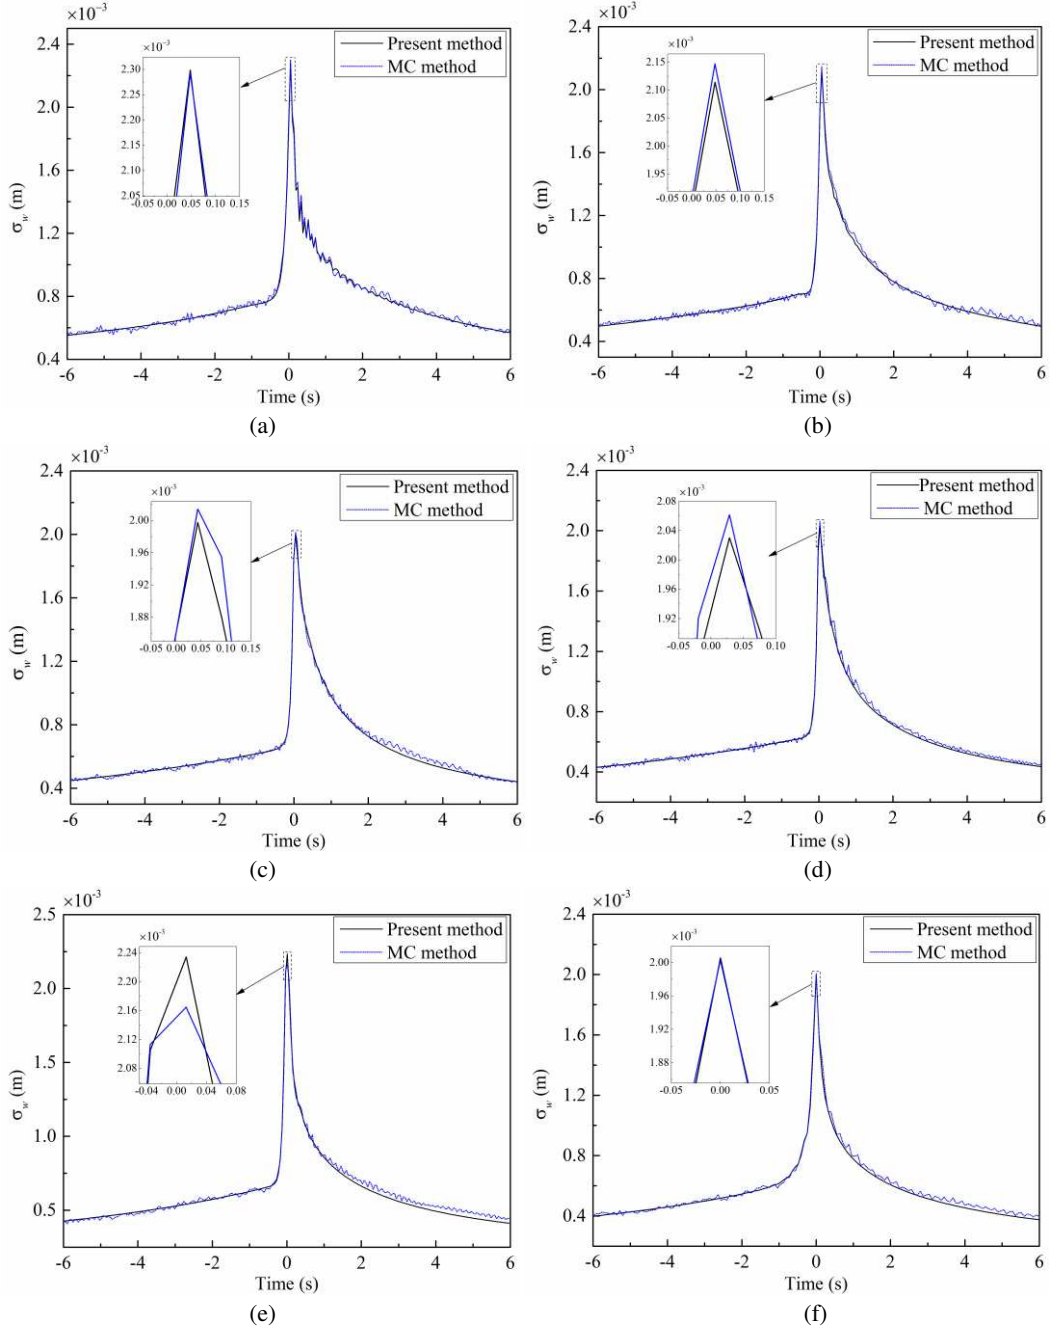 ×10⁻³
2.4
2.0
1.6
1.2
0.8
0.4
σw (m)
Present method
MC method
×10⁻³
2.30
2.25
2.20
2.15
2.10
2.05
-0.05 0.00 0.05 0.10 0.15
-6 -4 -2 0 2 4 6
Time (s)
(a)
×10⁻³
2.4
2.0
1.6
1.2
0.8
0.4
σw (m)
Present method
MC method
×10⁻³
2.15
2.10
2.05
2.00
1.95
-0.05 0.00 0.05 0.10 0.15
-6 -4 -2 0 2 4 6
Time (s)
(b)
×10⁻³
2.4
2.0
1.6
1.2
0.8
0.4
σw (m)
Present method
MC method
×10⁻³
2.00
1.96
1.92
1.88
-0.05 0.00 0.05 0.10 0.15
-6 -4 -2 0 2 4 6
Time (s)
(c)
×10⁻³
2.4
2.0
1.6
1.2
0.8
0.4
σw (m)
Present method
MC method
×10⁻³
2.08
2.04
2.00
1.96
1.92
-0.05 0.00 0.05 0.10
-6 -4 -2 0 2 4 6
Time (s)
(d)
×10⁻³
2.5
2.0
1.5
1.0
0.5
σw (m)
Present method
MC method
×10⁻³
2.24
2.20
2.16
2.12
2.08
-0.04 0.00 0.04 0.08
-6 -4 -2 0 2 4 6
Time (s)
(e)
×10⁻³
2.4
2.0
1.6
1.2
0.8
0.4
σw (m)
Present method
MC method
×10⁻³
2.00
1.96
1.92
1.88
-0.05 0.00 0.05
-6 -4 -2 0 2 4 6
Time (s)
(f)